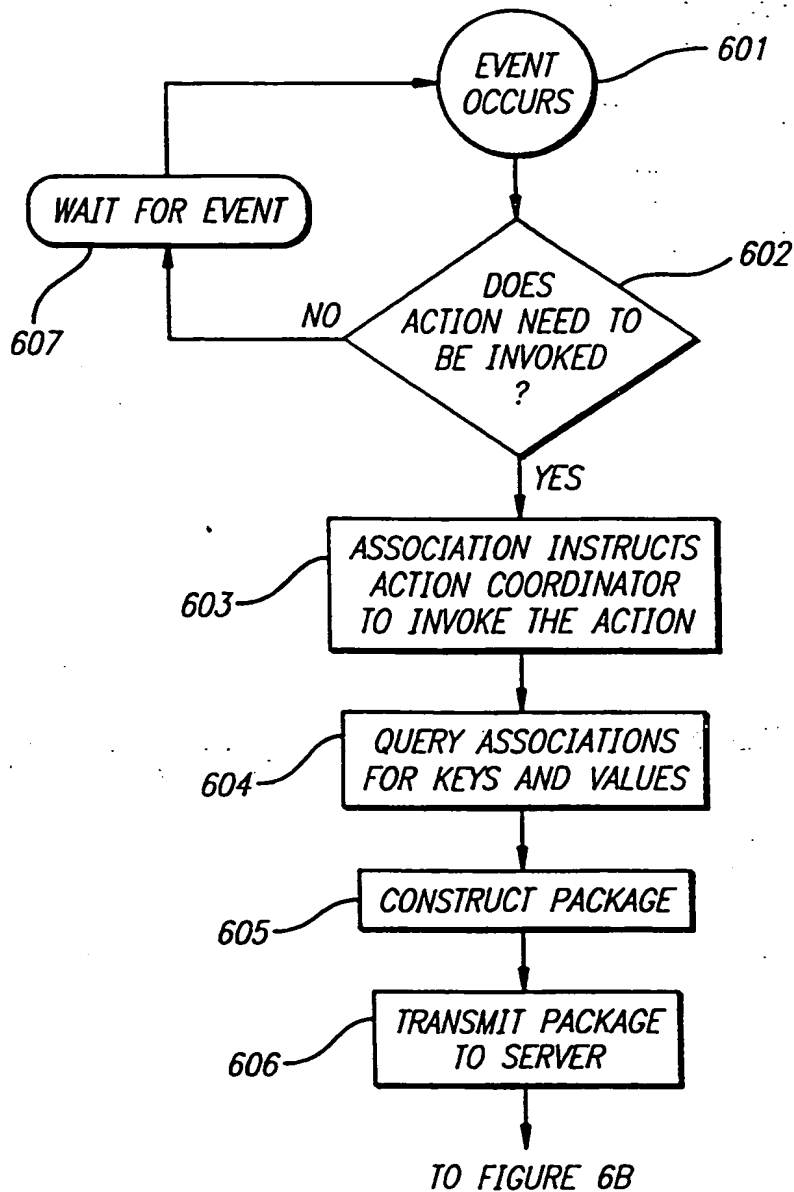 EVENT
OCCURS
601
WAIT FOR EVENT
607
DOES
ACTION NEED TO
BE INVOKED
?
602
NO
YES
ASSOCIATION INSTRUCTS
ACTION COORDINATOR
TO INVOKE THE ACTION
603
QUERY ASSOCIATIONS
FOR KEYS AND VALUES
604
CONSTRUCT PACKAGE
605
TRANSMIT PACKAGE
TO SERVER
606
TO FIGURE 6B